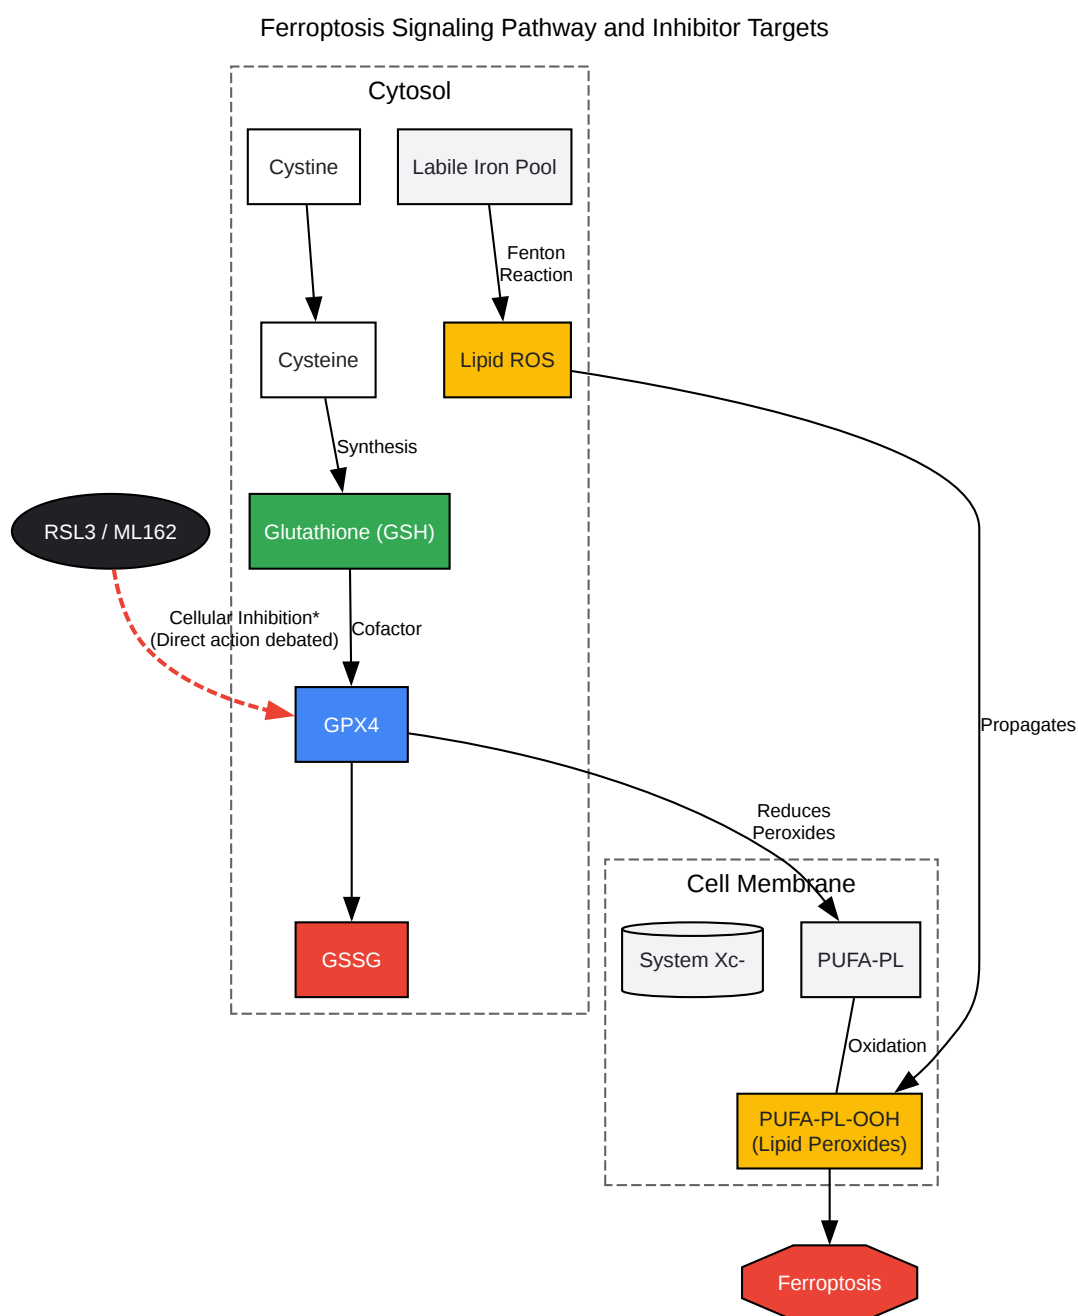 Ferroptosis Signaling Pathway and Inhibitor Targets
Cytosol
Cystine
Labile Iron Pool
Fenton
Reaction
Cysteine
Lipid ROS
Synthesis
RSL3 / ML162
Glutathione (GSH)
Cellular Inhibition*
(Direct action debated)
Cofactor
GPX4
Propagates
Reduces
Peroxides
Cell Membrane
GSSG
System Xc-
PUFA-PL
Oxidation
PUFA-PL-OOH
(Lipid Peroxides)
Ferroptosis